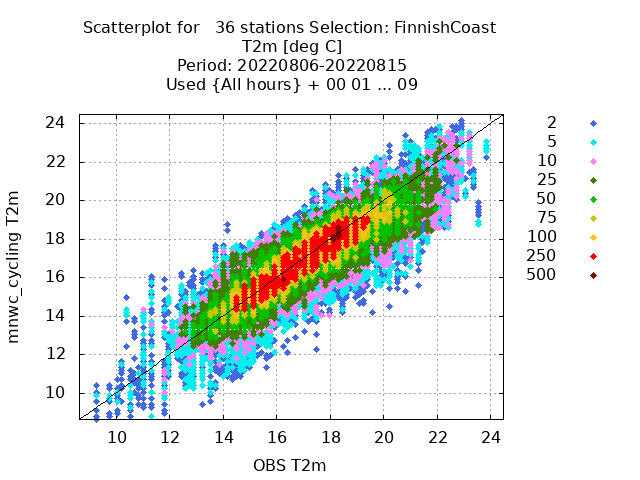 Scatterplot for 36 stations Selection: FinnishCoast
T2m [deg C]
Period: 20220806-20220815
Used {All hours} + 00 01 ... 09
mnwc_cycling T2m
24
22
20
18
16
14
12
10
10 12 14 16 18 20 22 24
OBS T2m
2
5
10
25
50
75
100
250
500